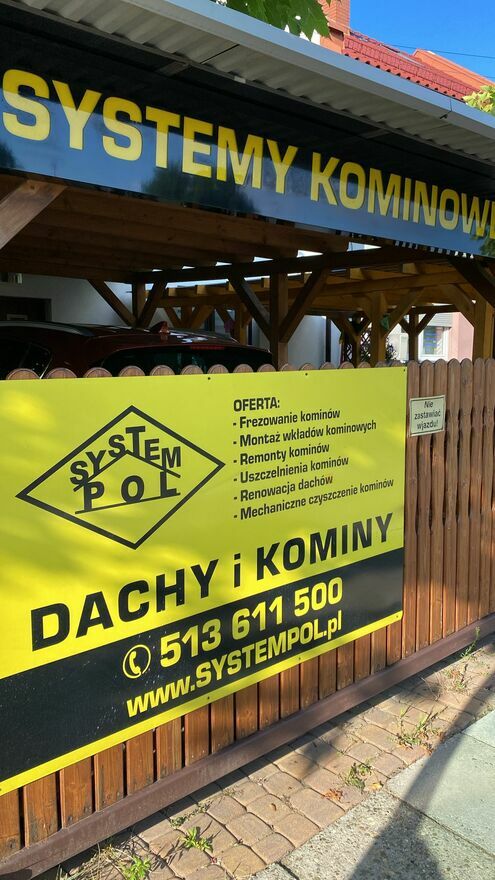 SYSTEMY KOMINOWE
SYSTEM
POL
OFERTA:
- Frezowanie kominów
- Montaż wkładów kominowych
- Remonty kominów
- Uszczelnienia kominów
- Renowacja dachów
- Mechaniczne czyszczenie kominów
DACHY i KOMINY
513 611 500
www.SYSTEMPOL.pl
Nie
zastawiać
wjazdu!